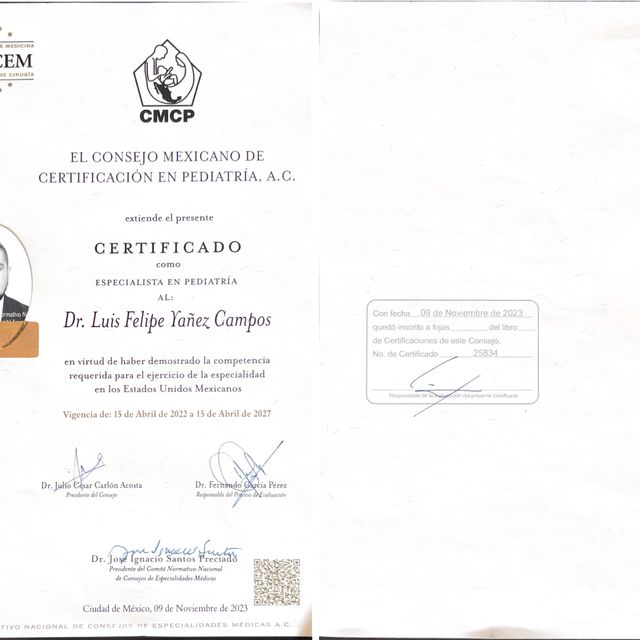 E MEDICINA
CEM
DE CIRUGÍA
CMCP
EL CONSEJO MEXICANO DE
CERTIFICACIÓN EN PEDIATRÍA, A.C.
extiende el presente
CERTIFICADO
como
ESPECIALISTA EN PEDIATRÍA
AL:
Dr. Luis Felipe Yañez Campos
en virtud de haber demostrado la competencia
requerida para el ejercicio de la especialidad
en los Estados Unidos Mexicanos
Vigencia de: 15 de Abril de 2022 a 15 de Abril de 2027
Dr. Julio César Carlón Acosta
Presidente del Consejo
Dr. Fernando García Pérez
Responsable del Proceso de Evaluación
Dr. José Ignacio Santos Preciado
Presidente del Comité Normativo Nacional
de Consejos de Especialidades Médicas
Ciudad de México, 09 de Noviembre de 2023
ATIVO NACIONAL DE CONSEJOS DE ESPECIALIDADES MÉDICAS A.C.
Con fecha 09 de Noviembre de 2023
quedó inscrito a fojas del libro
de Certificaciones de este Consejo.
No. de Certificado 25834
Responsable de la del presente Certificado